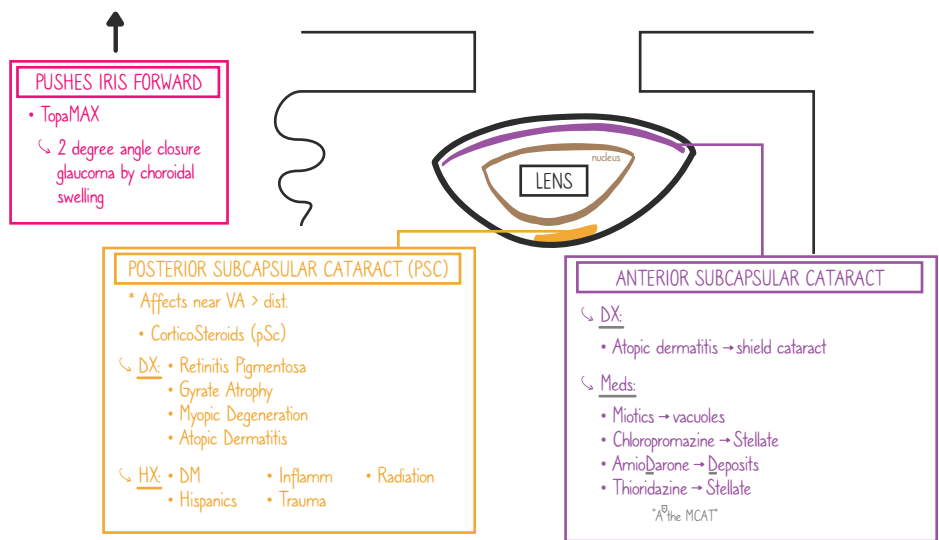 PUSHES IRIS FORWARD
• TopaMAX
2 degree angle closure
glaucoma by choroidal
swelling
nucleus
LENS
POSTERIOR SUBCAPSULAR CATARACT (PSC)
* Affects near VA > dist.
• CorticoSteroids (pSc)
DX: • Retinitis Pigmentosa
• Gyrate Atrophy
• Myopic Degeneration
• Atopic Dermatitis
HX: • DM • Inflamm • Radiation
• Hispanics • Trauma
ANTERIOR SUBCAPSULAR CATARACT
DX:
• Atopic dermatitis → shield cataract
Meds:
• Miotics → vacuoles
• Chloropromazine → Stellate
• AmioDarone → Deposits
• Thioridazine → Stellate
"A the MCAT"